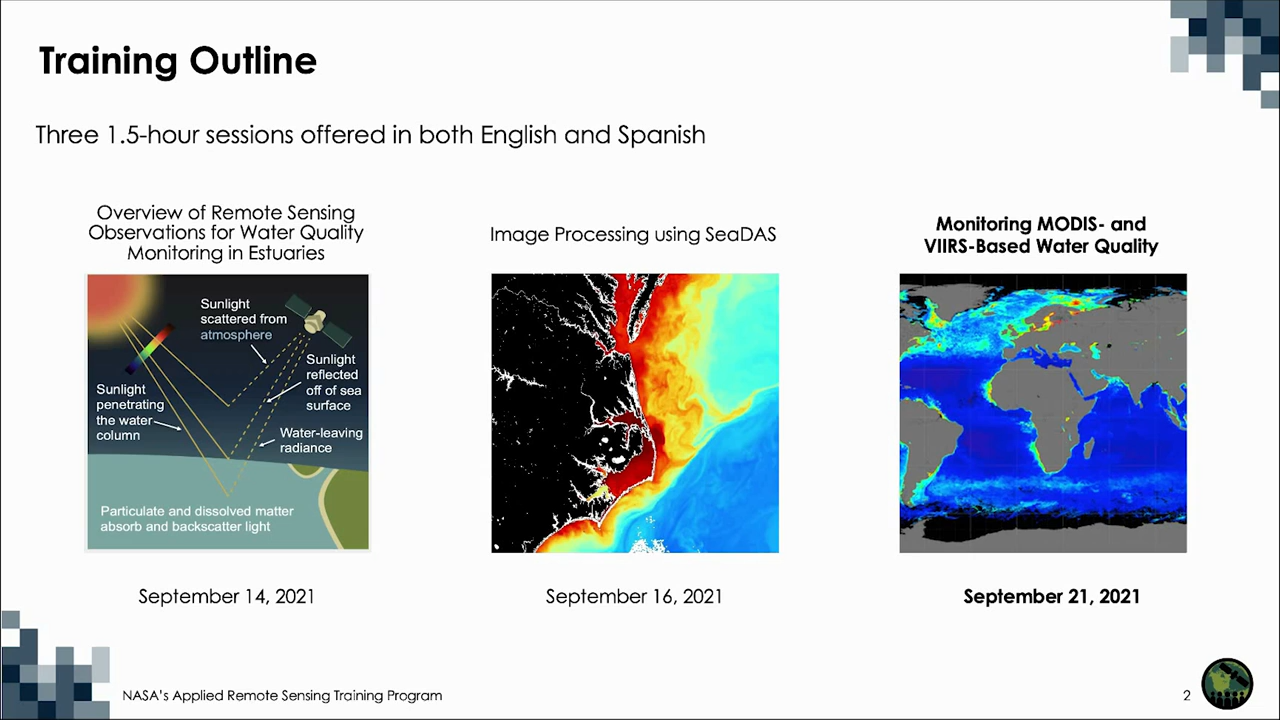 Training Outline
Three 1.5-hour sessions offered in both English and Spanish
Overview of Remote Sensing
Observations for Water Quality
Monitoring in Estuaries
Sunlight
scattered from
atmosphere
Sunlight
reflected
off of sea
surface
Sunlight
penetrating
the water
column
Water-leaving
radiance
Particulate and dissolved matter
absorb and backscatter light
September 14, 2021
Image Processing using SeaDAS
September 16, 2021
Monitoring MODIS- and
VIIRS-Based Water Quality
September 21, 2021
NASA's Applied Remote Sensing Training Program
2